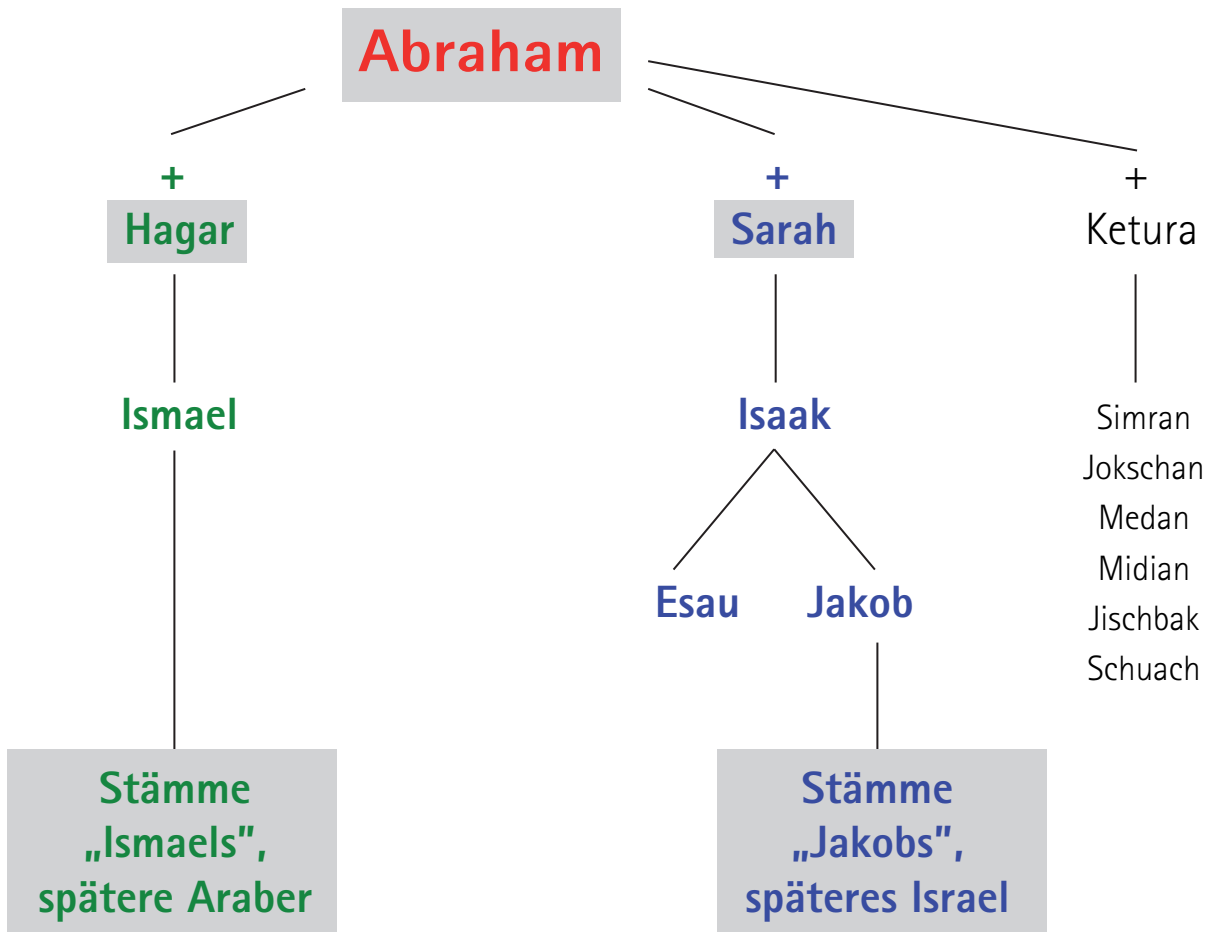 Abraham
+
Hagar
+
Sarah
+
Ketura
Ismael
Isaak
Simran
Jokschan
Medan
Midian
Jischbak
Schuach
Esau
Jakob
Stämme
„Ismaels”,
spätere Araber
Stämme
„Jakobs”,
späteres Israel